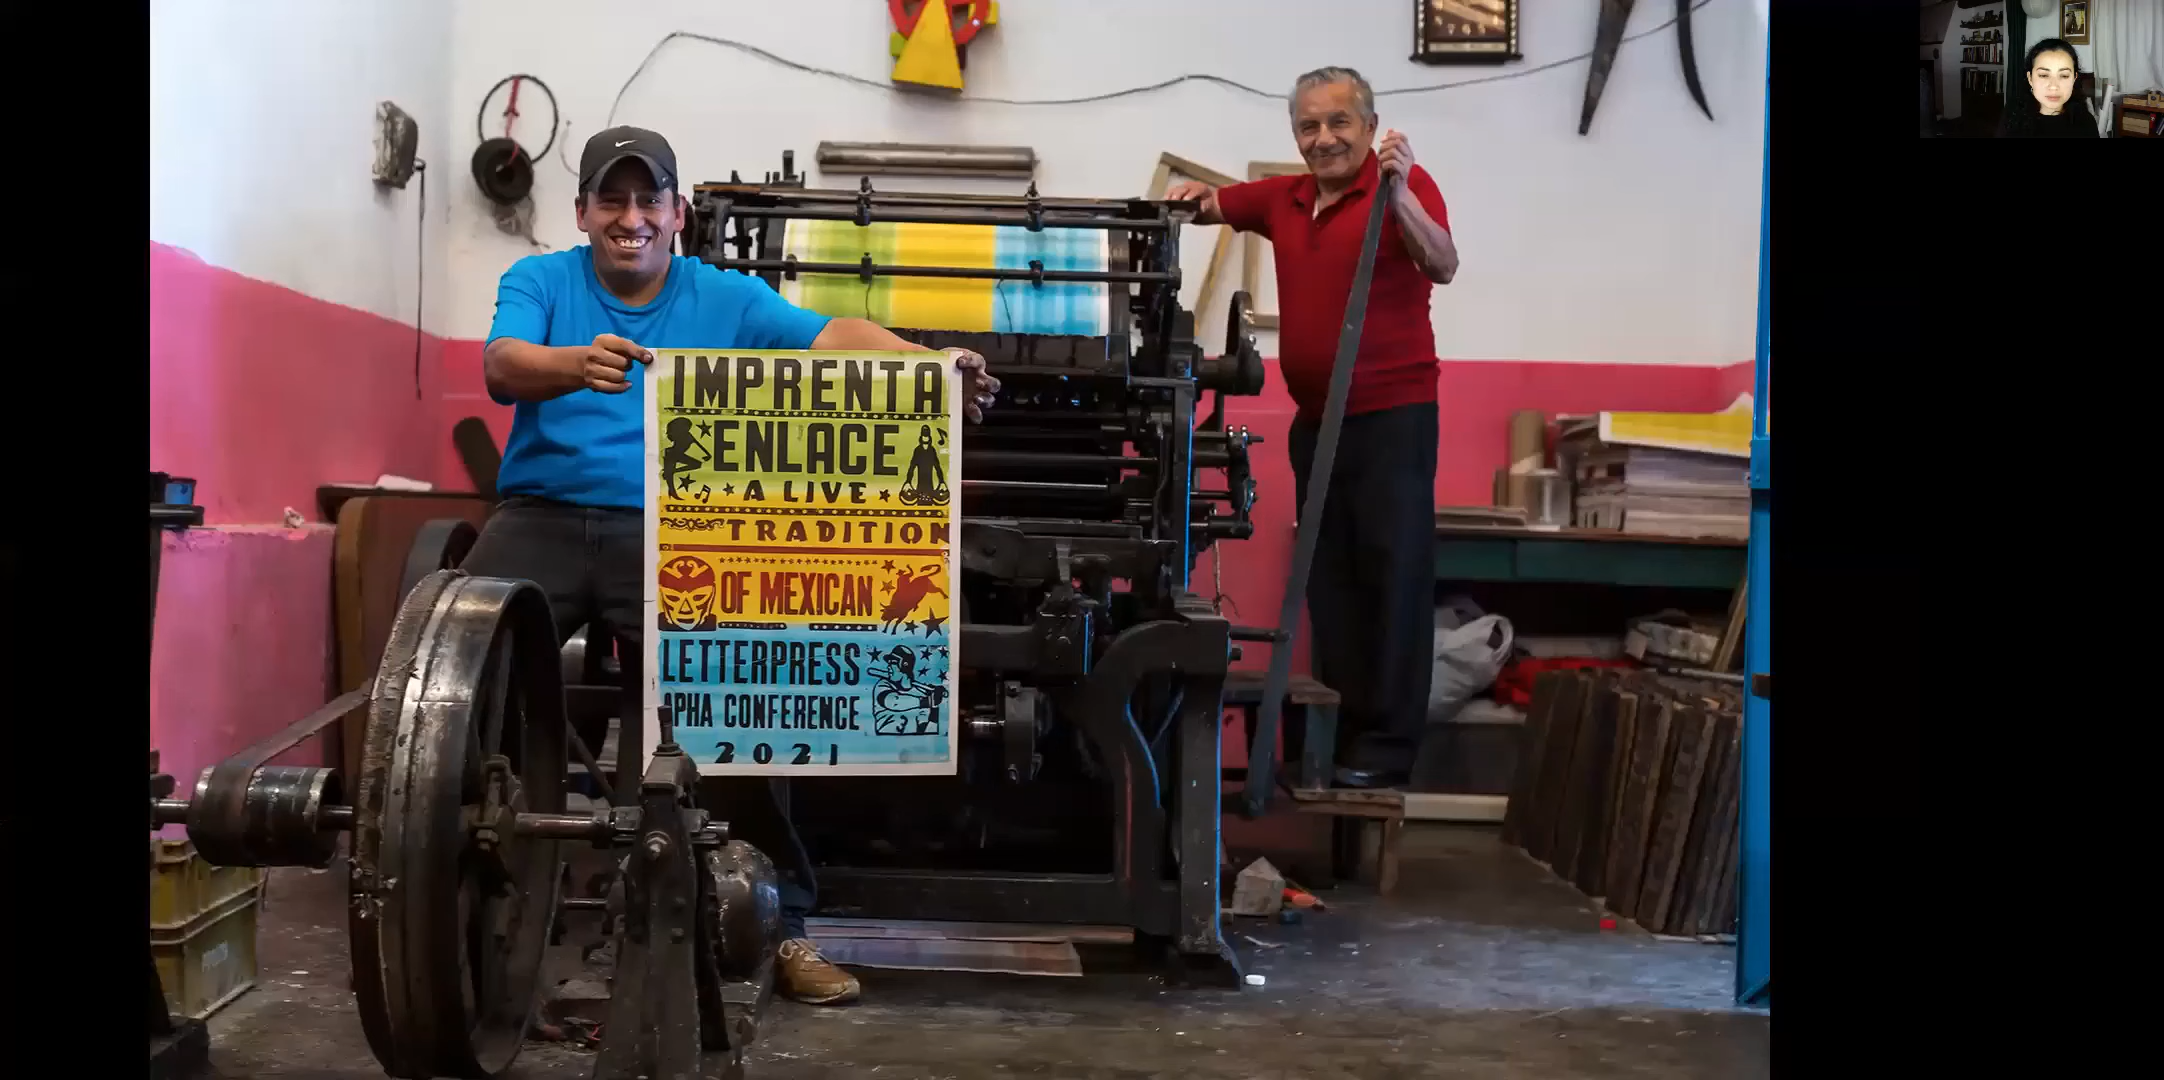 IMPRENTA
ENLACE
A LIVE
TRADITION
OF MEXICAN
LETTERPRESS
APHA CONFERENCE
2021